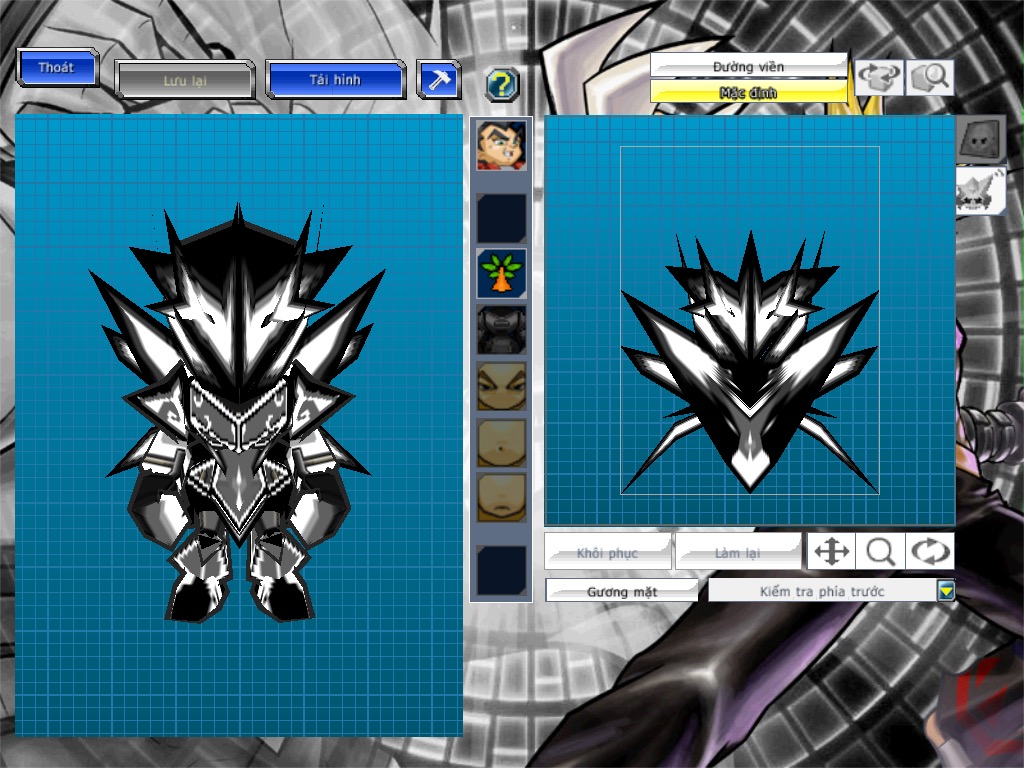 Thoát
Lưu lại
Tải hình
?
Đường viền
Mặc định
Khôi phục
Làm lại
Gương mặt
Kiểm tra phía trước